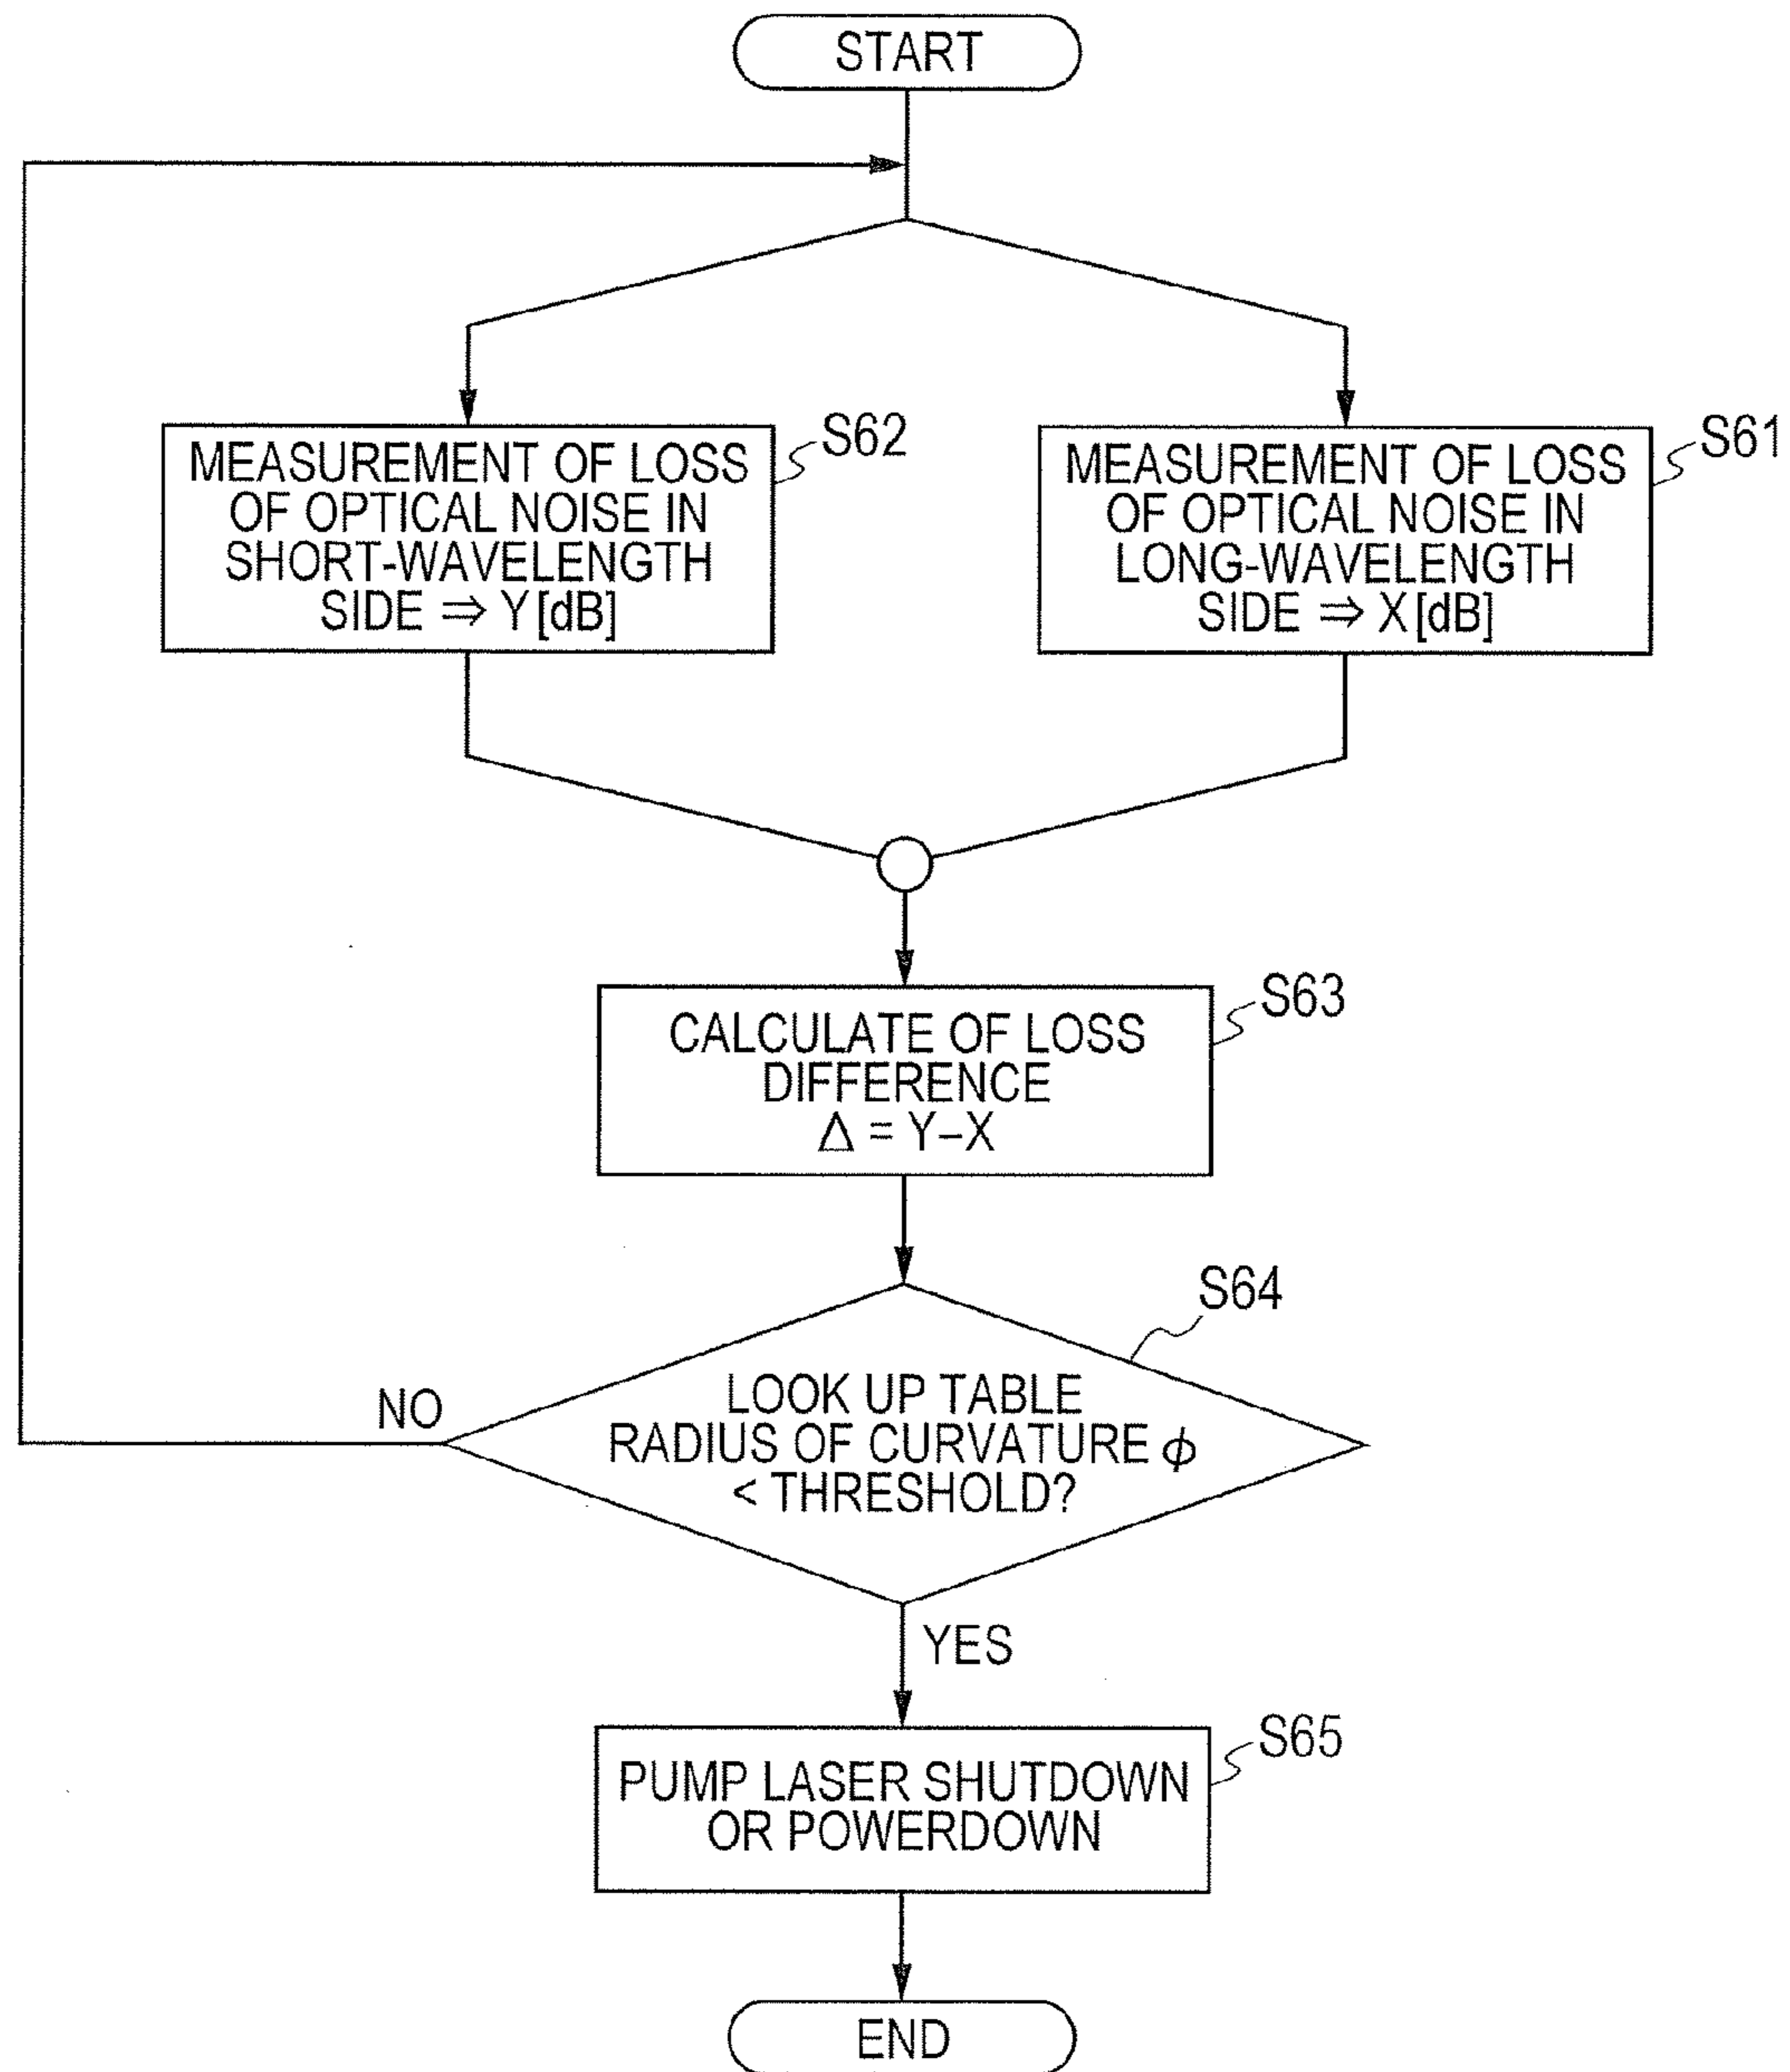 START
S62
MEASUREMENT OF LOSS
OF OPTICAL NOISE IN
SHORT-WAVELENGTH
SIDE ⇒ Y[dB]
S61
MEASUREMENT OF LOSS
OF OPTICAL NOISE IN
LONG-WAVELENGTH
SIDE ⇒ X[dB]
S63
CALCULATE OF LOSS
DIFFERENCE
Δ = Y–X
S64
LOOK UP TABLE
RADIUS OF CURVATURE ϕ
< THRESHOLD?
NO
YES
S65
PUMP LASER SHUTDOWN
OR POWERDOWN
END